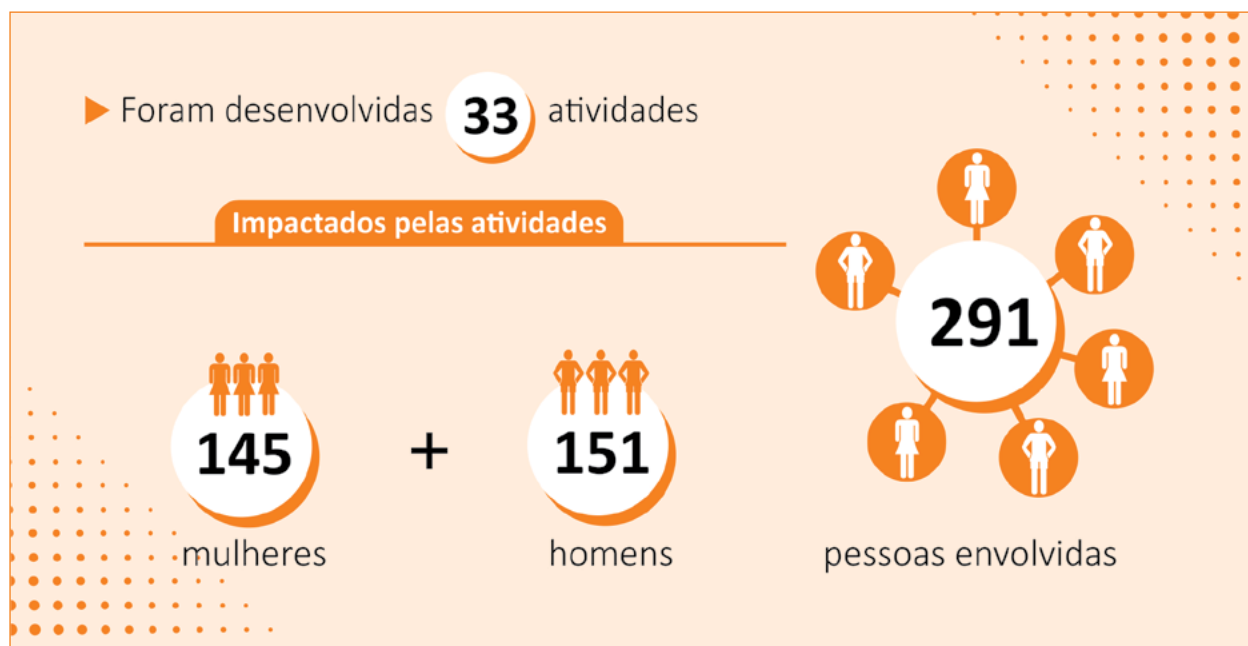 Foram desenvolvidas 33 atividades
Impactados pelas atividades
291
145 + 151
mulheres homens pessoas envolvidas